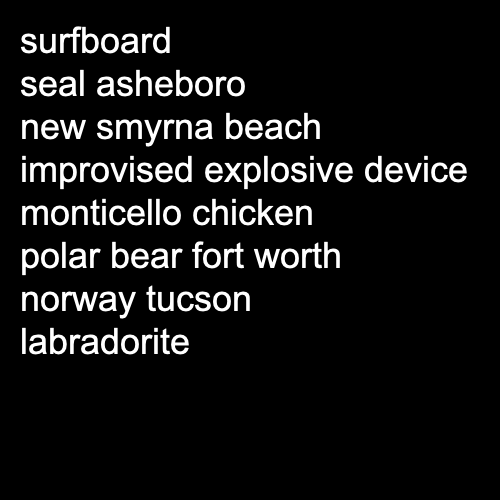 surfboard
seal asheboro
new smyrna beach
improvised explosive device
monticello chicken
polar bear fort worth
norway tucson
labradorite